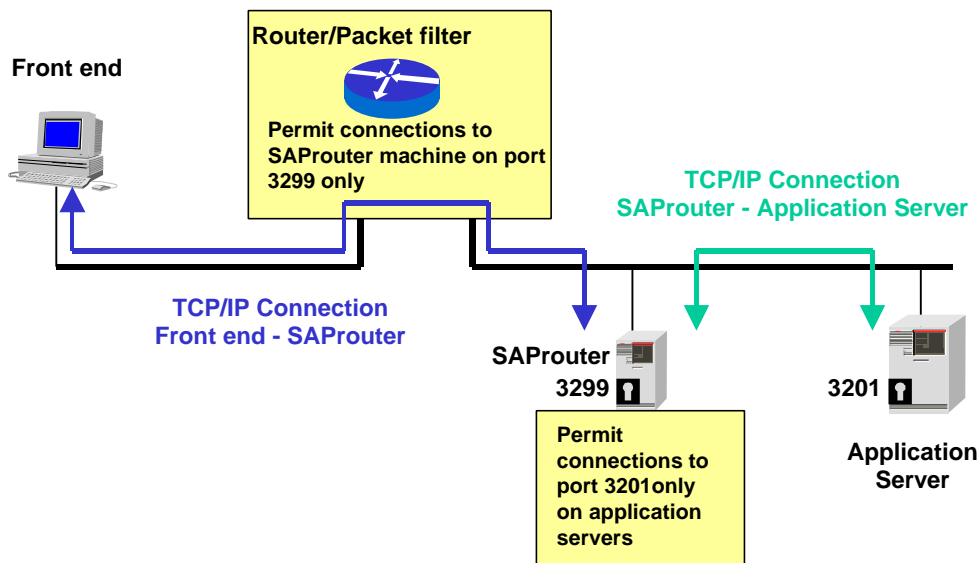 Router/Packet filter
Front end
Permit connections to
SAProuter machine on port
3299 only
TCP/IP Connection
SAProuter - Application Server
TCP/IP Connection
Front end - SAProuter
SAProuter
3299
3201
Permit
connections to
port 3201only
on application
servers
Application
Server